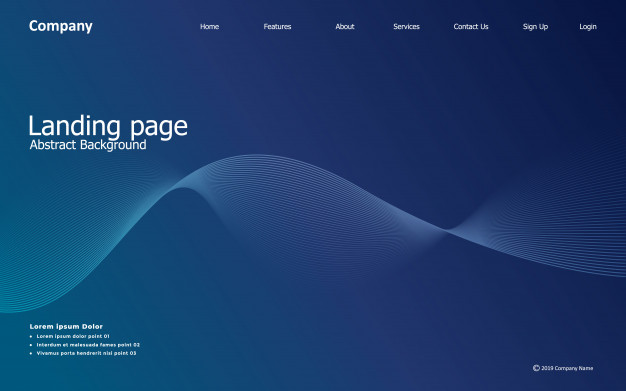 Company Home Features About Services Contact Us Sign Up Login
Landing page
Abstract Background
Lorem ipsum Dolor
• Lorem ipsum dolor point 01
• Interdum et malesuada fames point 02
• Vivamus porta hendrerit nisi point 03
© 2019 Company Name